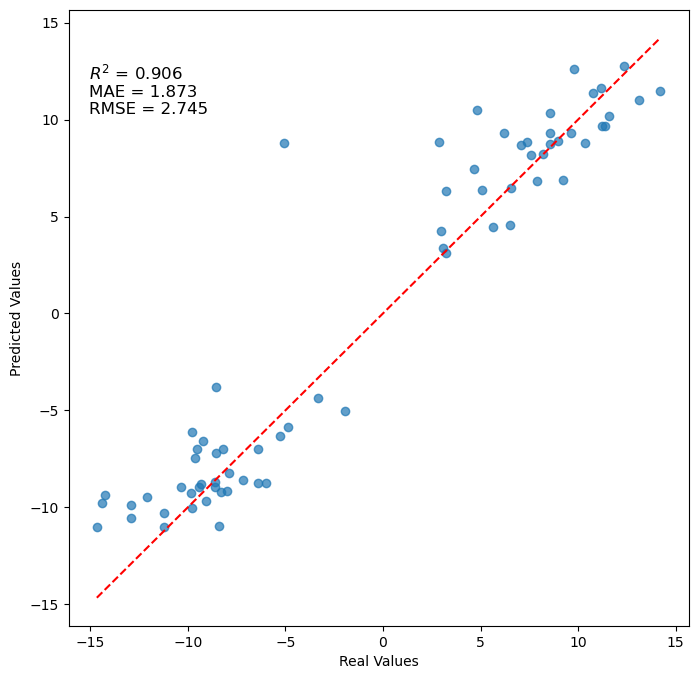 15
10
5
0
−5
−10
−15
R² = 0.906
MAE = 1.873
RMSE = 2.745
Predicted Values
−15 −10 −5 0 5 10 15
Real Values